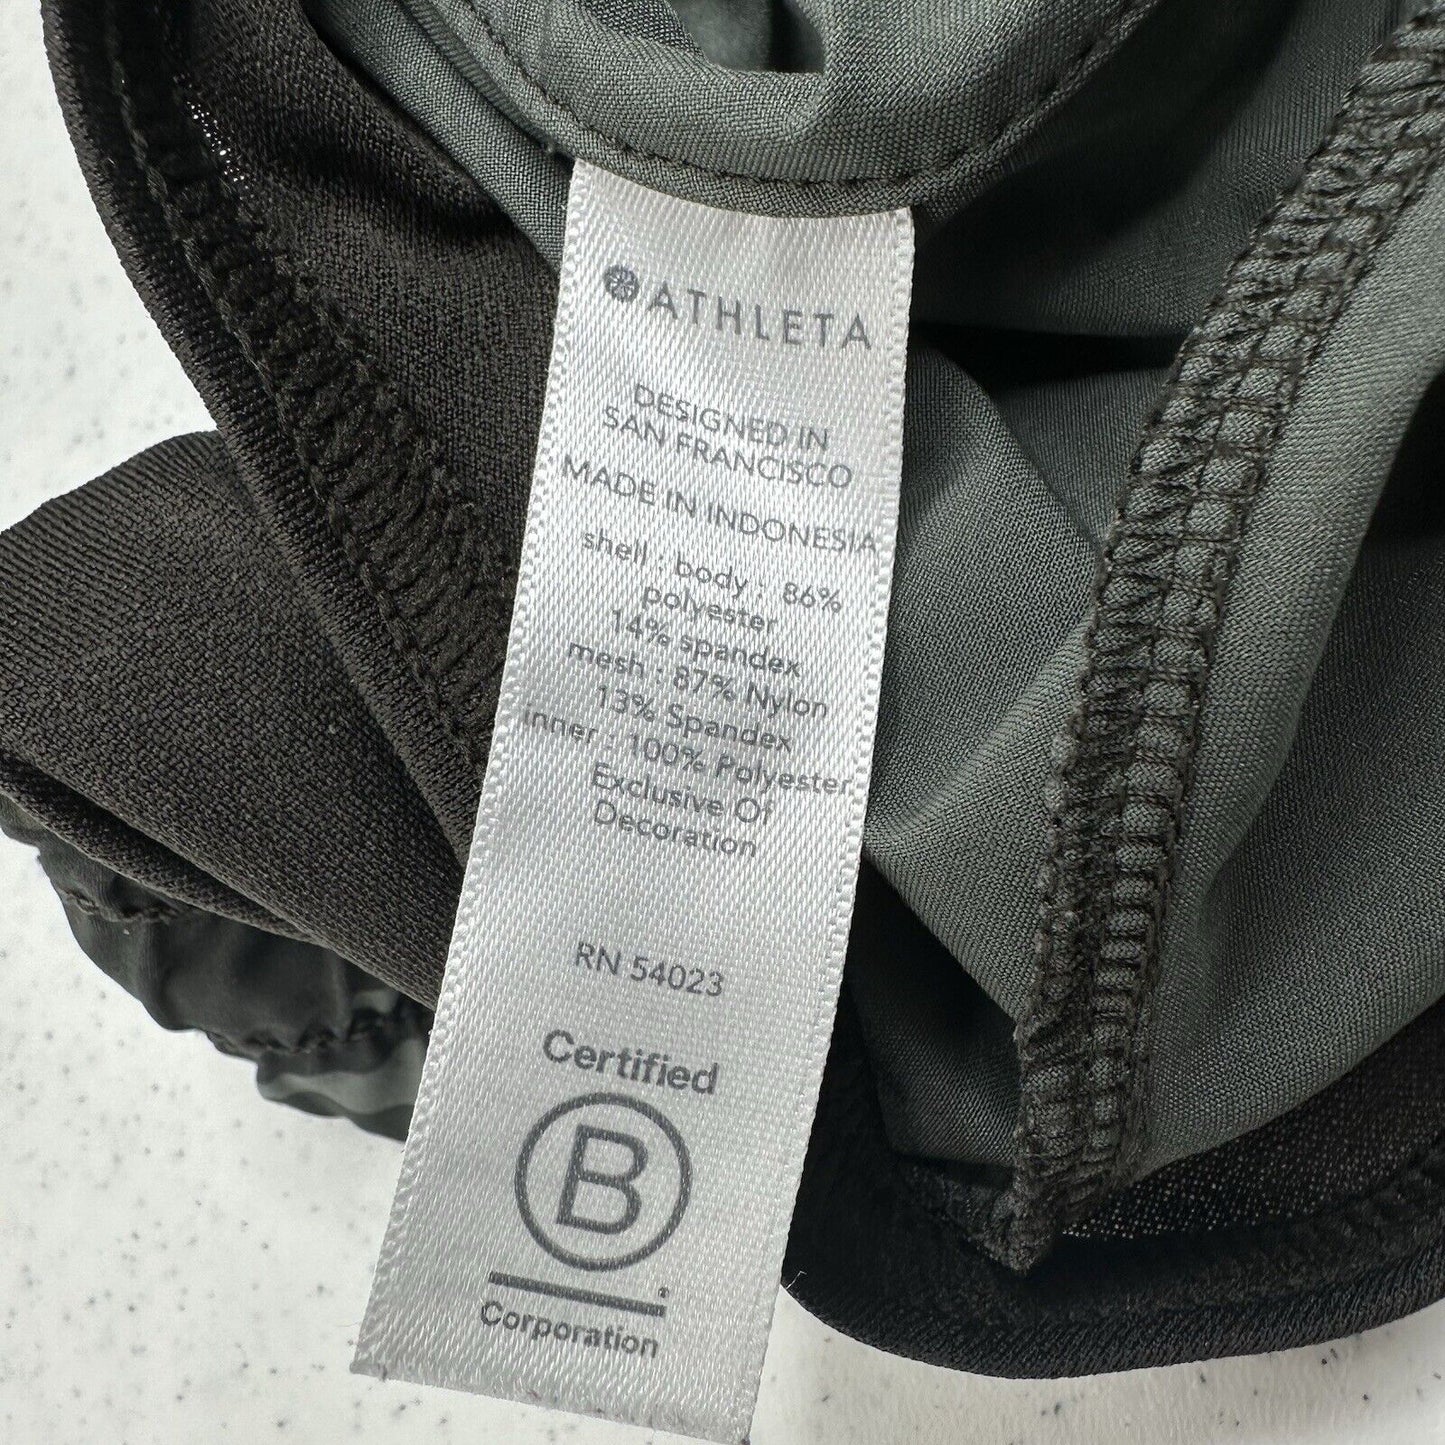 ATHLETA
DESIGNED IN
SAN FRANCISCO
MADE IN INDONESIA
shell : body : 86%
polyester
14% spandex
mesh : 87% Nylon
13% Spandex
inner : 100% Polyester
Exclusive Of
Decoration
RN 54023
Certified
B
Corporation